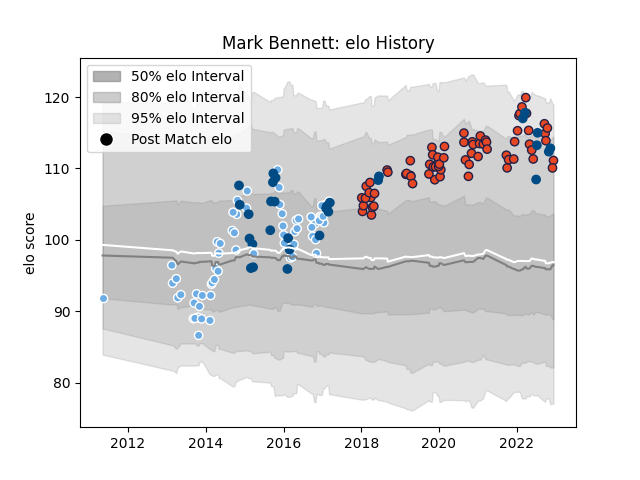 Mark Bennett: elo History
50% elo Interval
80% elo Interval
95% elo Interval
Post Match elo
elo score
120
110
100
90
80
2012 2014 2016 2018 2020 2022